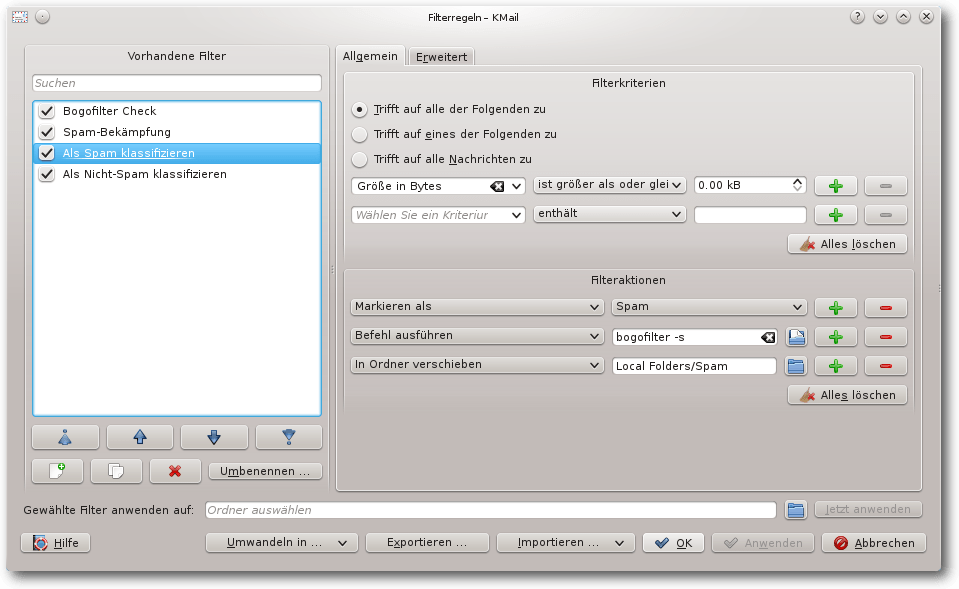 Filterregeln – KMail
Vorhandene Filter
Suchen
Bogofilter Check
Spam-Bekämpfung
Als Spam klassifizieren
Als Nicht-Spam klassifizieren
Umbenennen ...
Allgemein
Erweitert
Filterkriterien
Trifft auf alle der Folgenden zu
Trifft auf eines der Folgenden zu
Trifft auf alle Nachrichten zu
Größe in Bytes
ist größer als oder glei
0.00 kB
Wählen Sie ein Kriteriur
enthält
Alles löschen
Filteraktionen
Markieren als
Spam
Befehl ausführen
bogofilter -s
In Ordner verschieben
Local Folders/Spam
Alles löschen
Gewählte Filter anwenden auf:
Ordner auswählen
Jetzt anwenden
Hilfe
Umwandeln in ...
Exportieren ...
Importieren ...
OK
Anwenden
Abbrechen